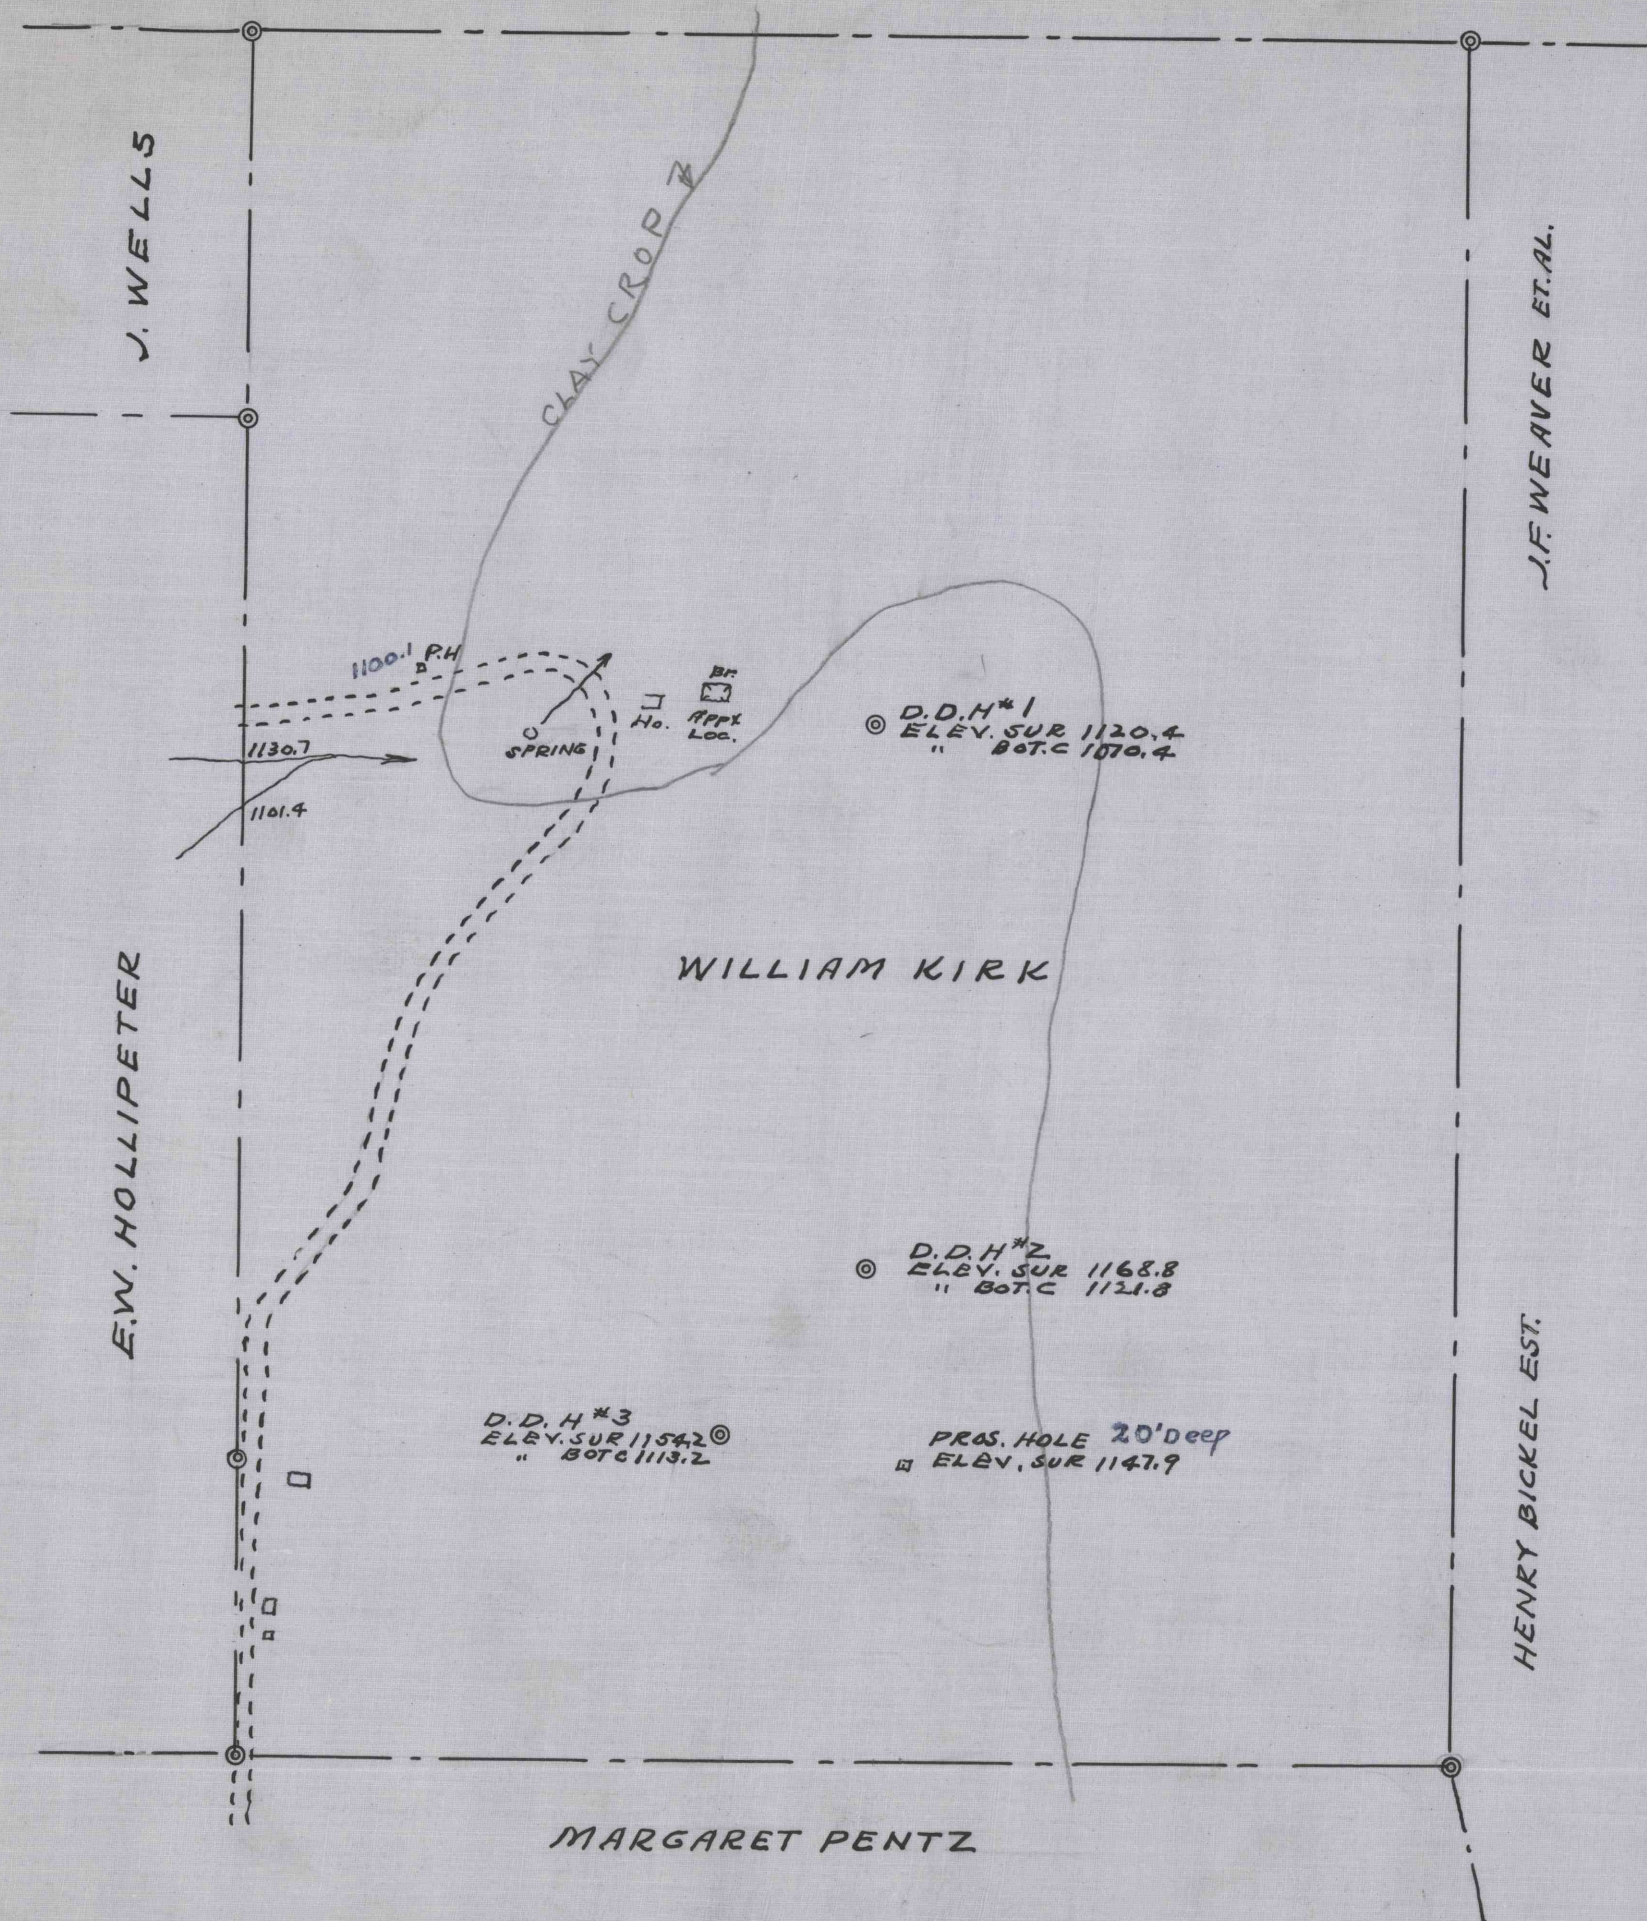 J. WELLS
CLAY CROP
J.F. WEAVER ET.AL.
1100.1 P.H
Br.
Ho.
APPX
LOC.
SPRING
1130.7
1101.4
D.D.H #1
ELEV. SUR 1120.4
" BOT.C 1070.4
WILLIAM KIRK
E.W. HOLLIPETER
D.D.H #2
ELEV. SUR 1168.8
" BOT.C 1121.8
D.D.H #3
ELEV. SUR 1154.2
" BOT C 1113.2
PROS. HOLE 20' Deep
ELEV. SUR 1147.9
HENRY BICKEL EST.
MARGARET PENTZ